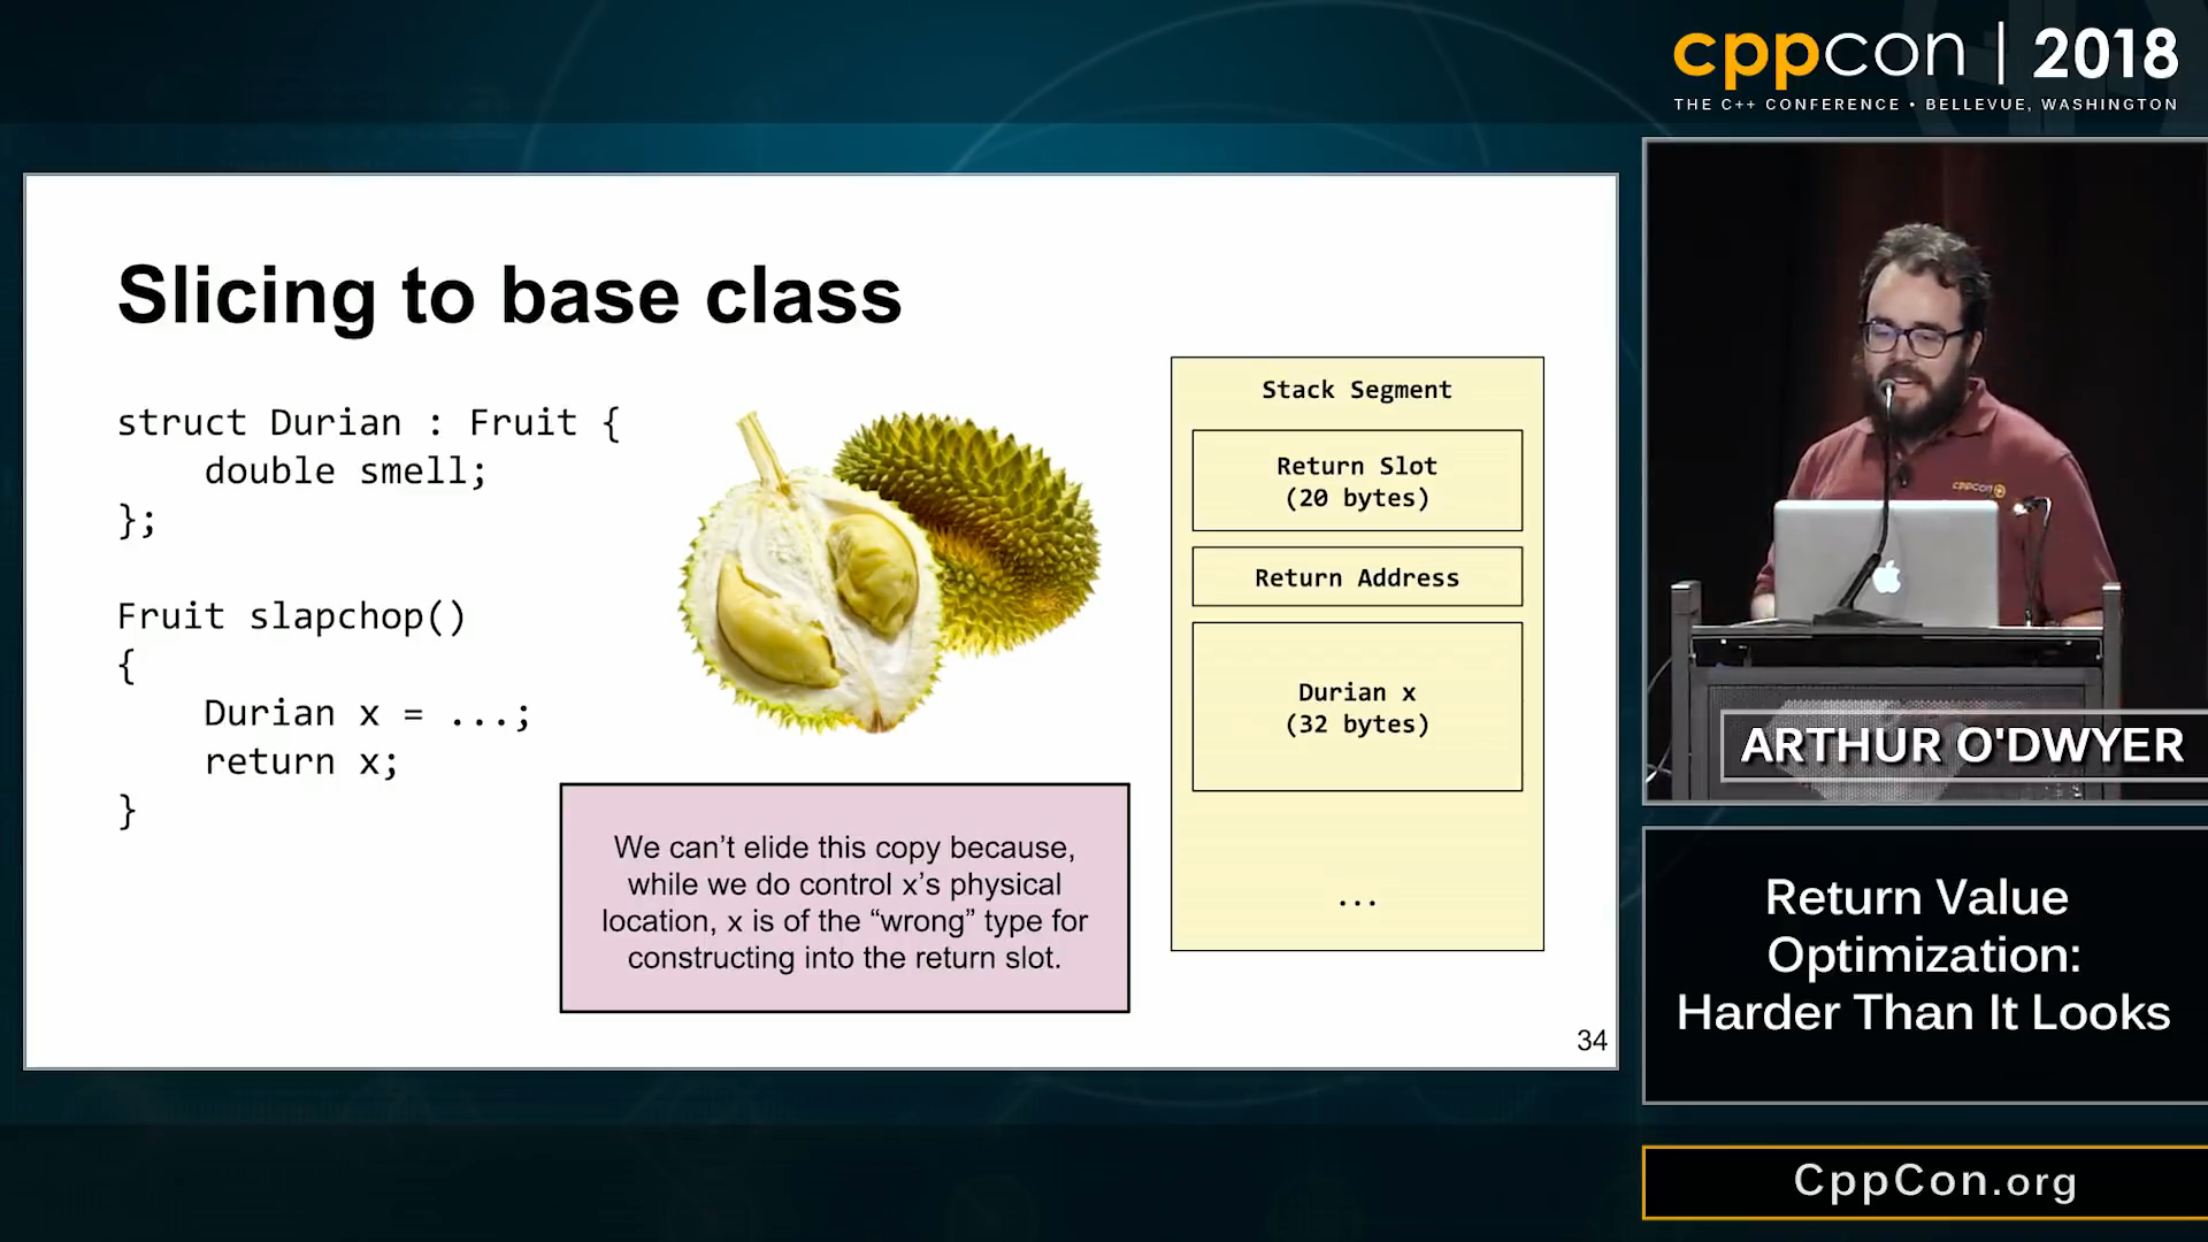 cppcon | 2018
THE C++ CONFERENCE • BELLEVUE, WASHINGTON
Slicing to base class
struct Durian : Fruit {
    double smell;
};
Fruit slapchop()
{
    Durian x = ...;
    return x;
}
We can’t elide this copy because,
while we do control x’s physical
location, x is of the “wrong” type for
constructing into the return slot.
Stack Segment
Return Slot
(20 bytes)
Return Address
Durian x
(32 bytes)
...
34
cppcon
ARTHUR O'DWYER
Return Value
Optimization:
Harder Than It Looks
CppCon.org